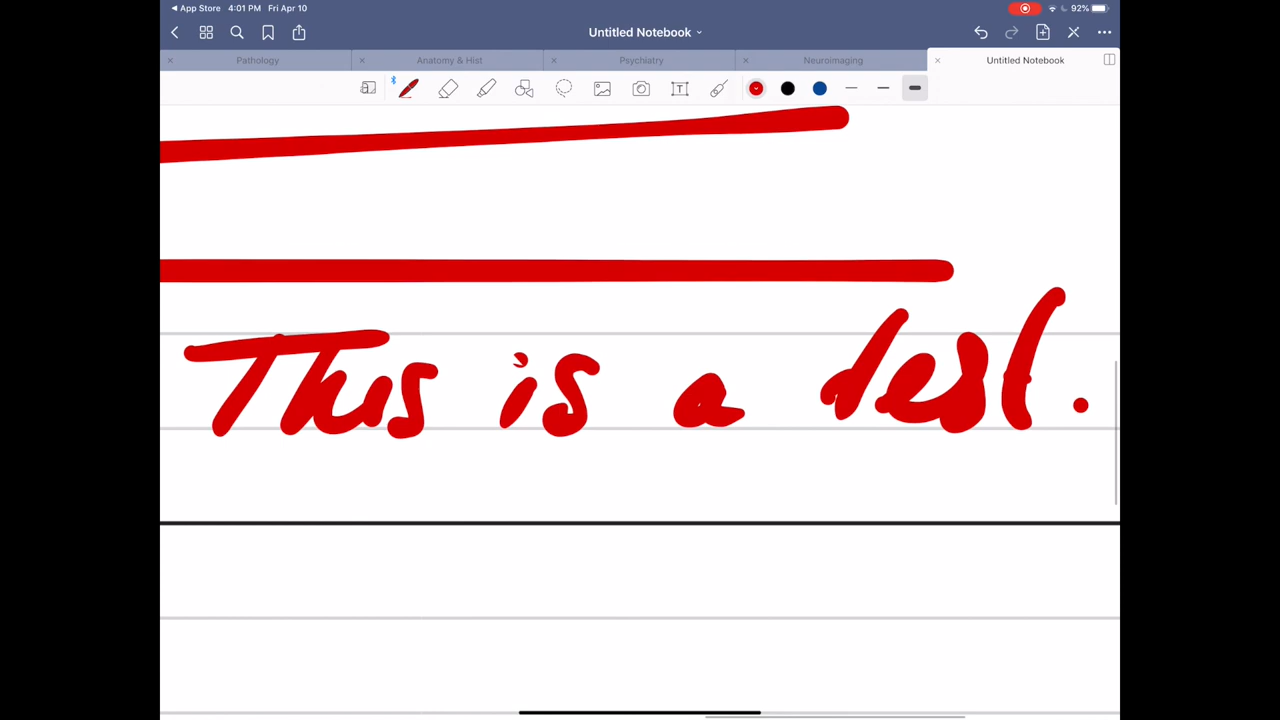 App Store 4:01 PM Fri Apr 10 92%
Untitled Notebook
Pathology Anatomy & Hist Psychiatry Neuroimaging Untitled Notebook
T
This is a test.